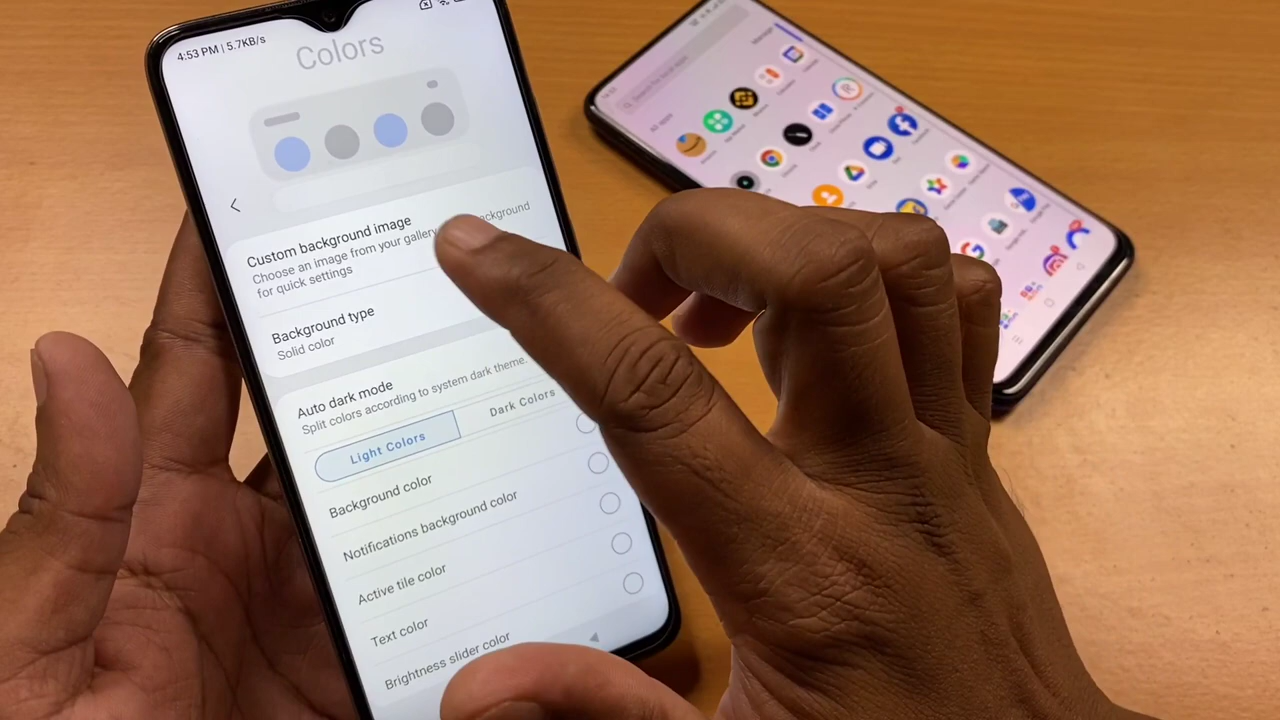 4:53 PM | 5.7KB/s
Colors
Custom background image
Choose an image from your gallery background
for quick settings
Background type
Solid color
Auto dark mode
Split colors according to system dark theme.
Light Colors
Dark Colors
Background color
Notifications background color
Active tile color
Text color
Brightness slider color
Manage